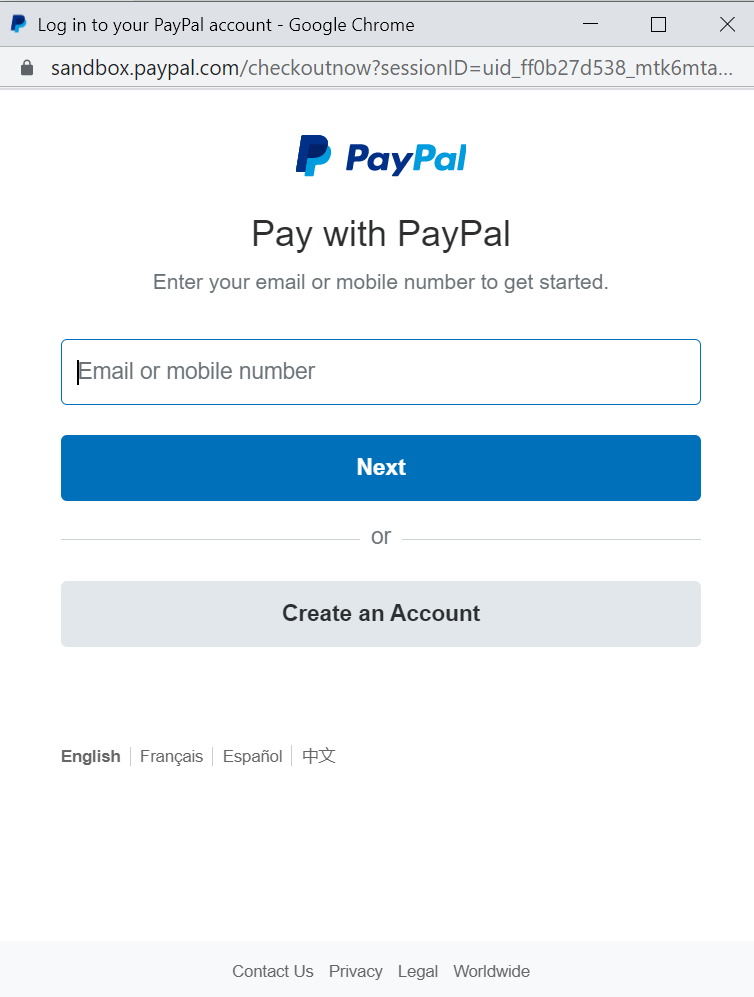 Log in to your PayPal account - Google Chrome
sandbox.paypal.com/checkoutnow?sessionID=uid_ff0b27d538_mtk6mta...
PayPal
Pay with PayPal
Enter your email or mobile number to get started.
Email or mobile number
Next
or
Create an Account
English Français Español 中文
Contact Us Privacy Legal Worldwide